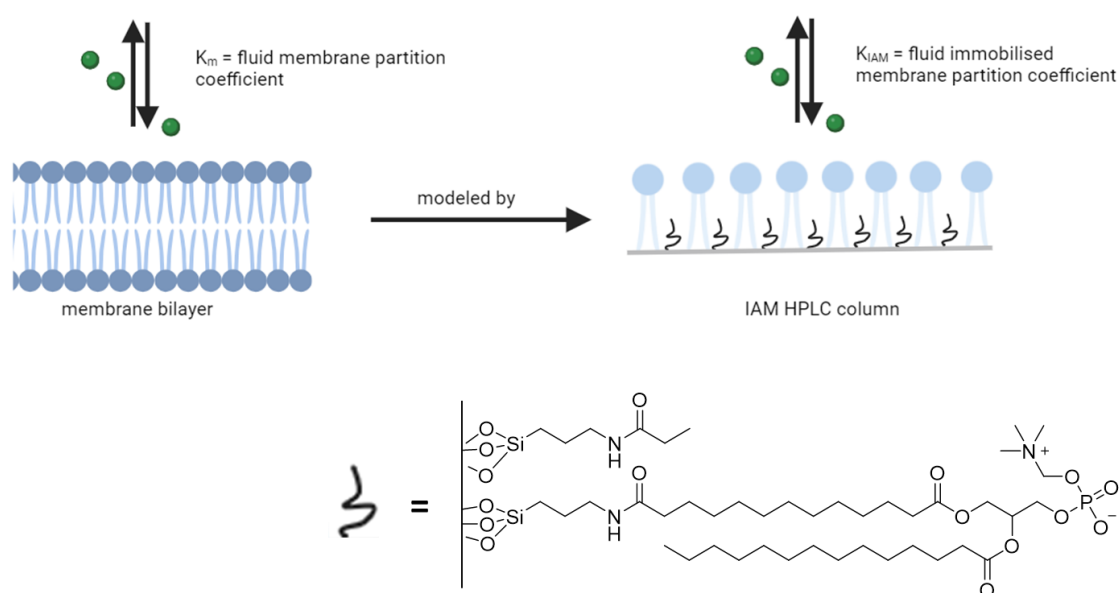 Km = fluid membrane partition
coefficient
KIAM = fluid immobilised
membrane partition coefficient
modeled by
membrane bilayer
IAM HPLC column
=
O
O
O
O
Si
N
H
O
O
O
O
Si
N
H
O
O
O
O
N
+
O
O
P
O
O⁻